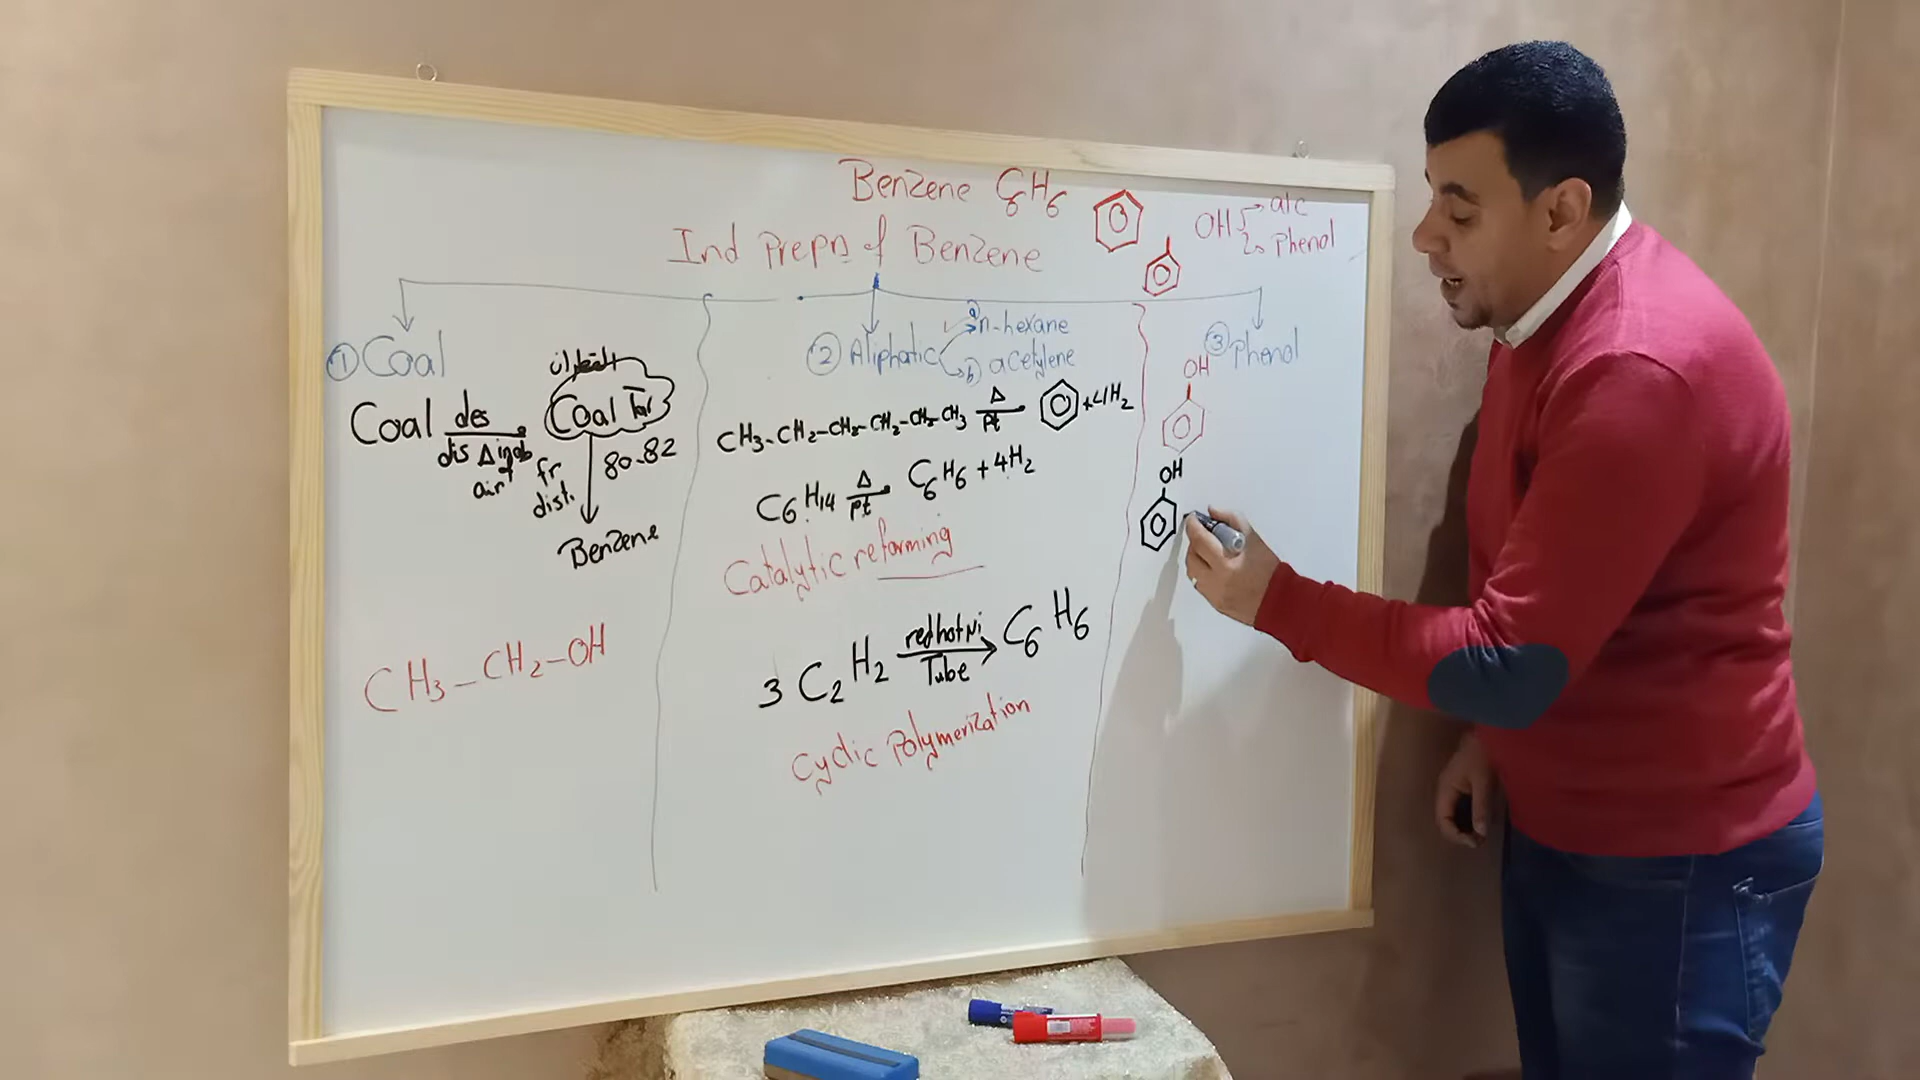 Benzene C6H6
OH alc
Phenol
Ind Prepn of Benzene
① Coal
القطران
Coal des Coal Tar
dis Δ inab
air
fr
dist.
80-82
Benzene
CH3-CH2-OH
② Aliphatic
a) n-hexane
b) acetylene
CH3-CH2-CH2-CH2-CH2-CH3 Δ
Pt
+4H2
C6H14 Δ C6H6 + 4H2
pt
Catalytic reforming
3 C2H2 red hot Ni C6H6
Tube
Cyclic Polymerization
③ Phenol
OH
OH